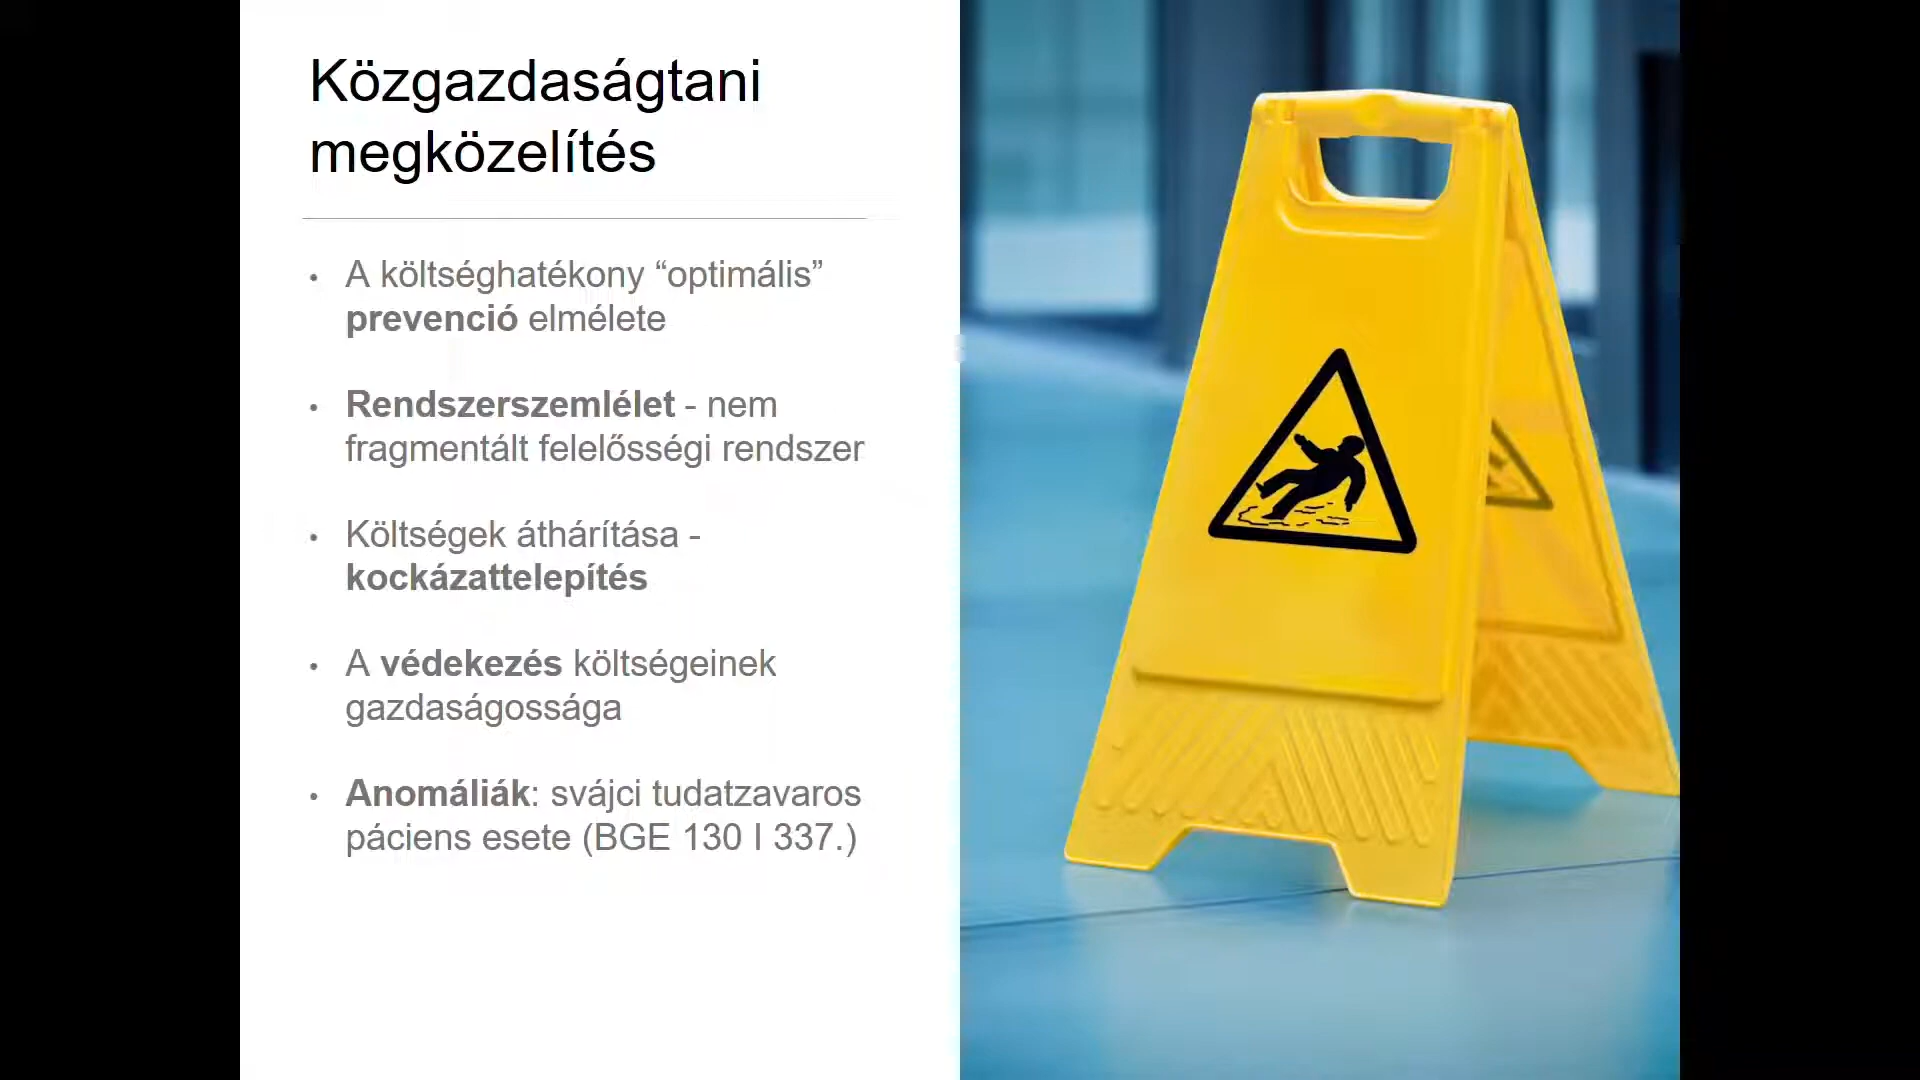 Közgazdaságtani
megközelítés
• A költséghatékony “optimális”
prevenció elmélete
• Rendszerszemlélet - nem
fragmentált felelősségi rendszer
• Költségek áthárítása -
kockázattelepítés
• A védekezés költségeinek
gazdaságossága
• Anomáliák: svájci tudatzavaros
páciens esete (BGE 130 I 337.)